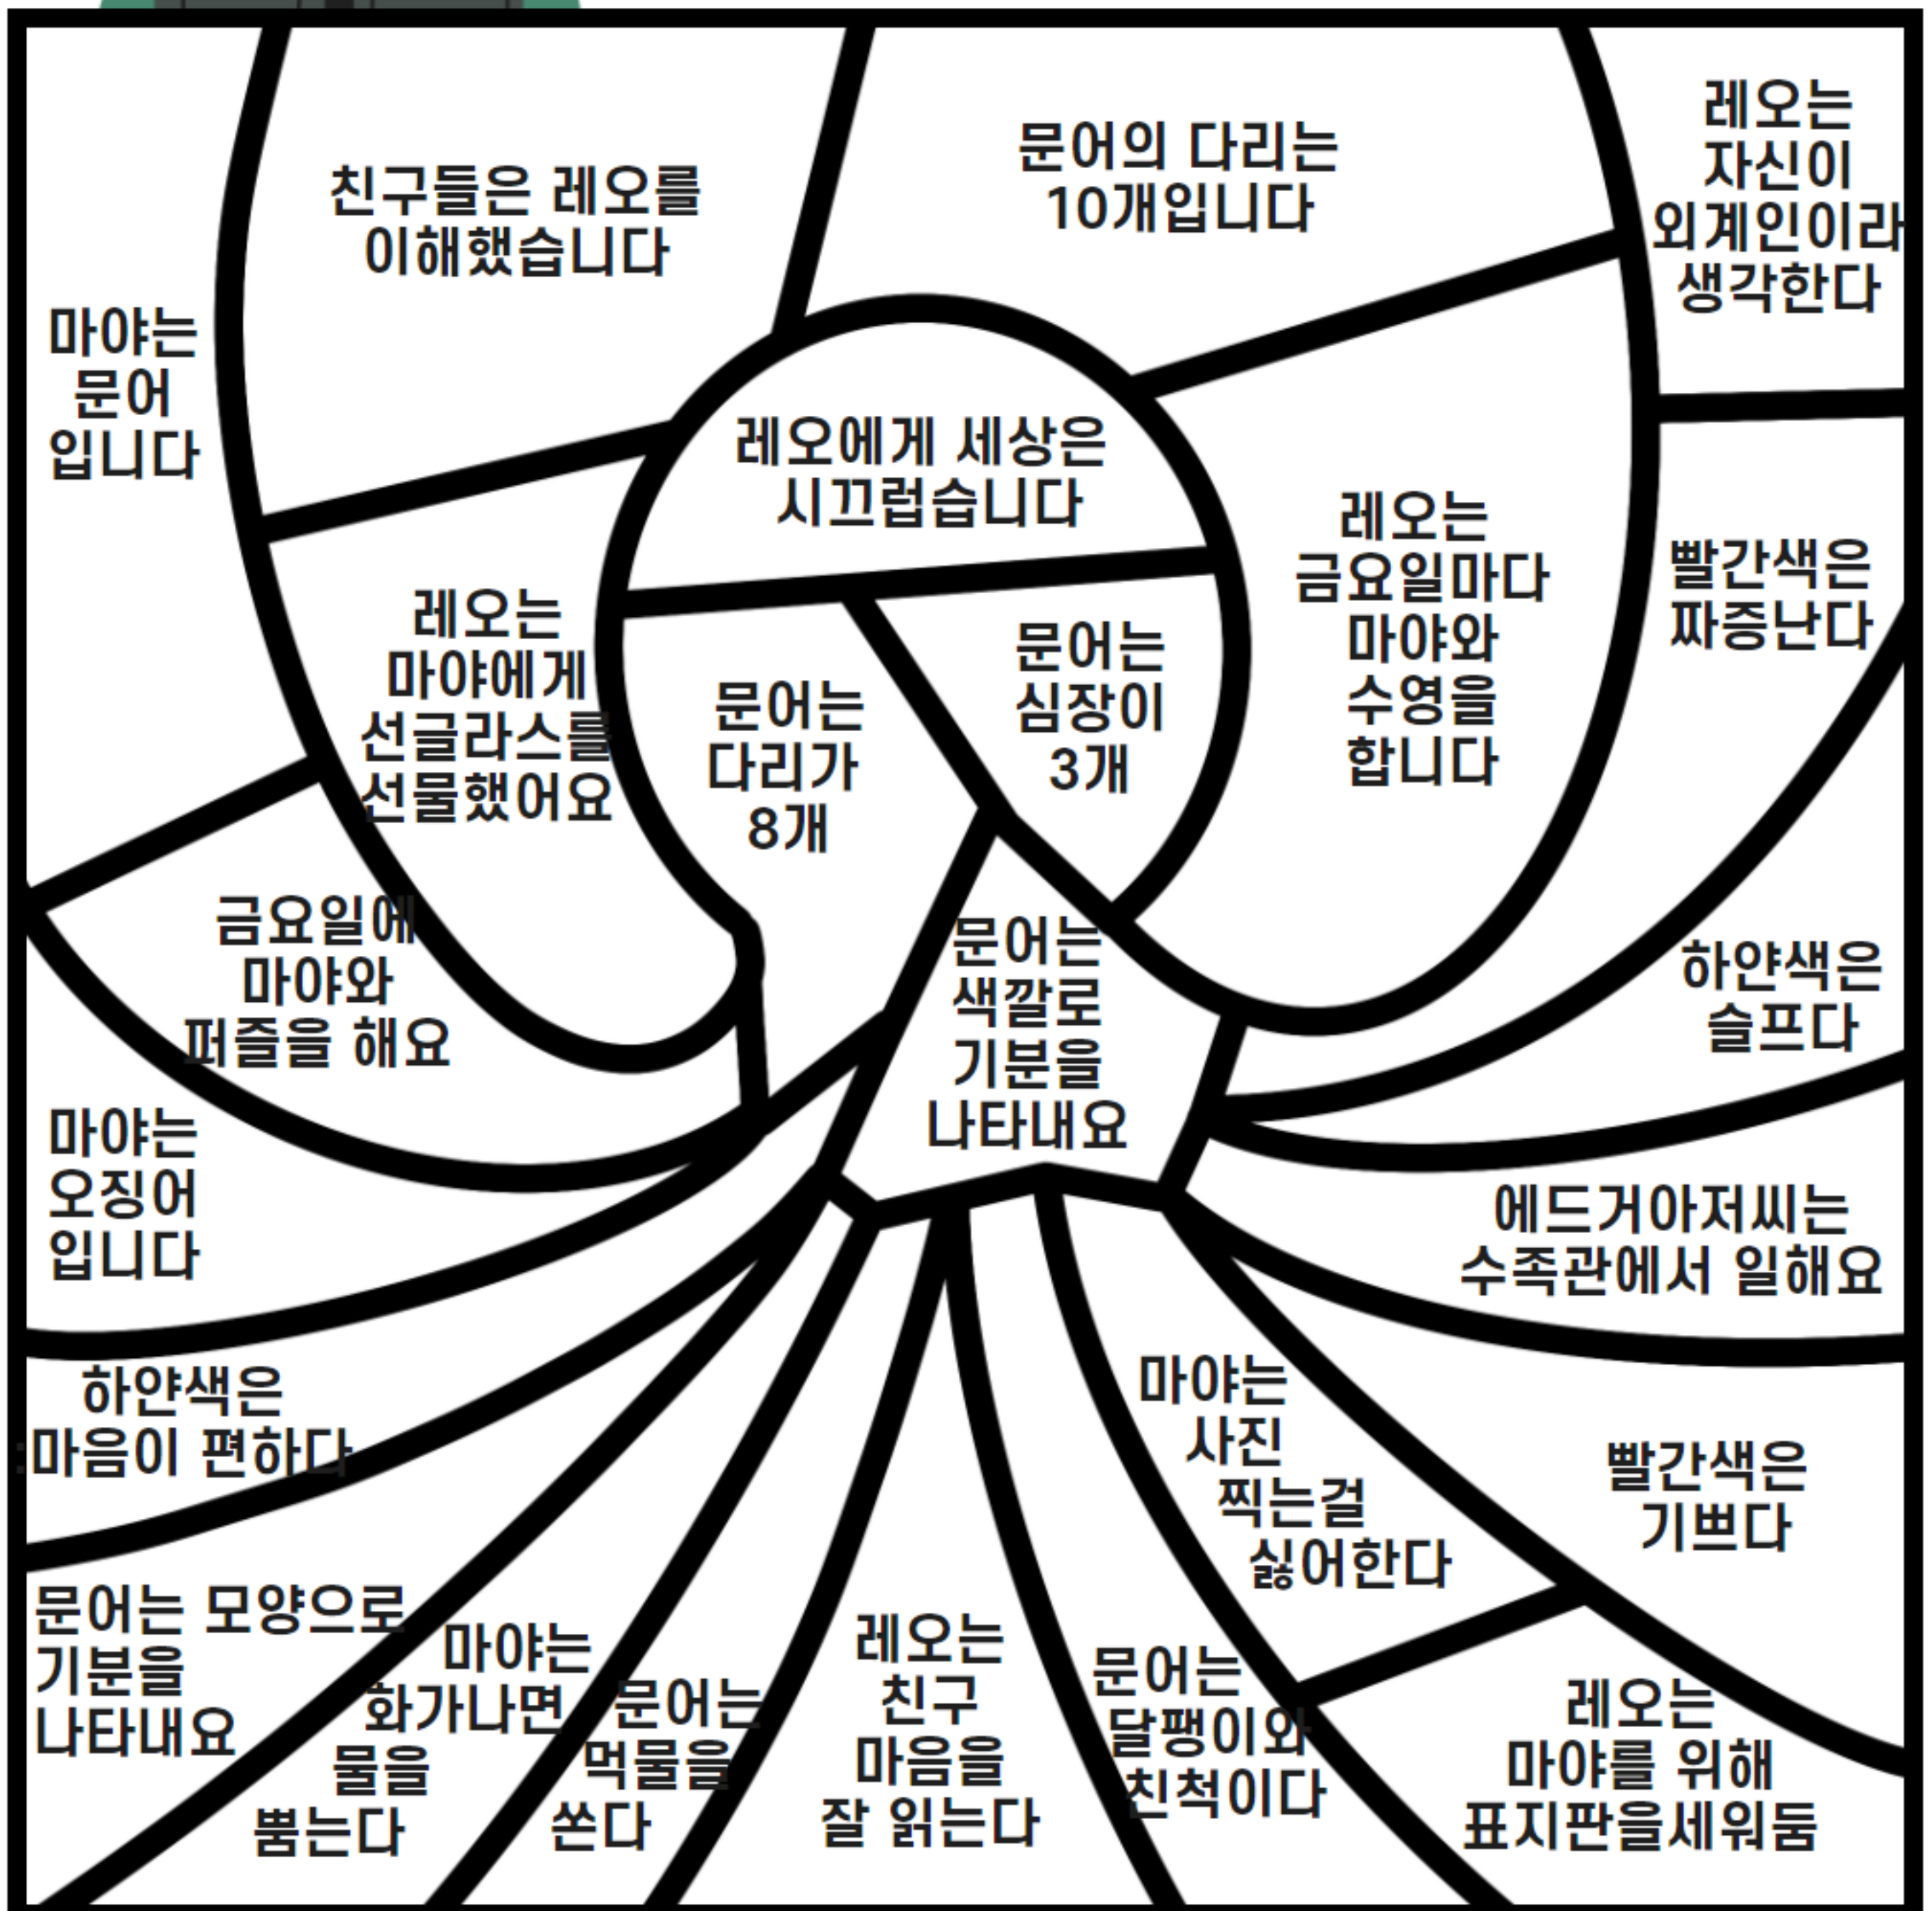 친구들은 레오를
이해했습니다
문어의 다리는
10개입니다
레오는
자신이
외계인이라
생각한다
마야는
문어
입니다
레오에게 세상은
시끄럽습니다
레오는
금요일마다
마야와
수영을
합니다
빨간색은
짜증난다
레오는
마야에게
선글라스를
선물했어요
문어는
다리가
8개
문어는
심장이
3개
금요일에
마야와
퍼즐을 해요
문어는
색깔로
기분을
나타내요
하얀색은
슬프다
마야는
오징어
입니다
에드거아저씨는
수족관에서 일해요
하얀색은
:마음이 편하다
마야는
사진
찍는걸
싫어한다
빨간색은
기쁘다
문어는 모양으로
기분을
나타내요
마야는
화가나면
물을
뿜는다
문어는
먹물을
쏜다
레오는
친구
마음을
잘 읽는다
문어는
달팽이와
친척이다
레오는
마야를 위해
표지판을세워둠